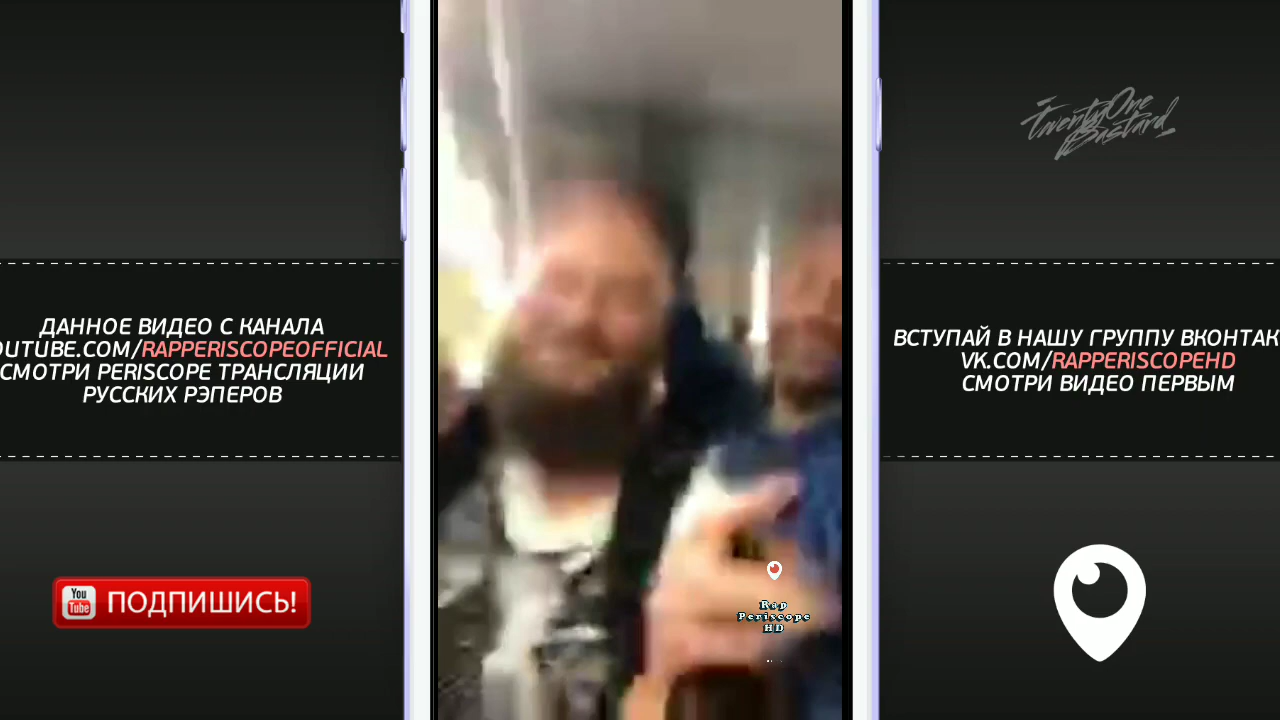 ДАННОЕ ВИДЕО С КАНАЛА
OUTUBE.COM/RAPPERISCOPEOFFICIAL
СМОТРИ PERISCOPE ТРАНСЛЯЦИИ
РУССКИХ РЭПЕРОВ
You
Tube
ПОДПИШИСЬ!
Rap
Periscope
HD
TwentyOne
Bastard
ВСТУПАЙ В НАШУ ГРУППУ ВКОНТАК
VK.COM/RAPPERISCOPEHD
СМОТРИ ВИДЕО ПЕРВЫМ